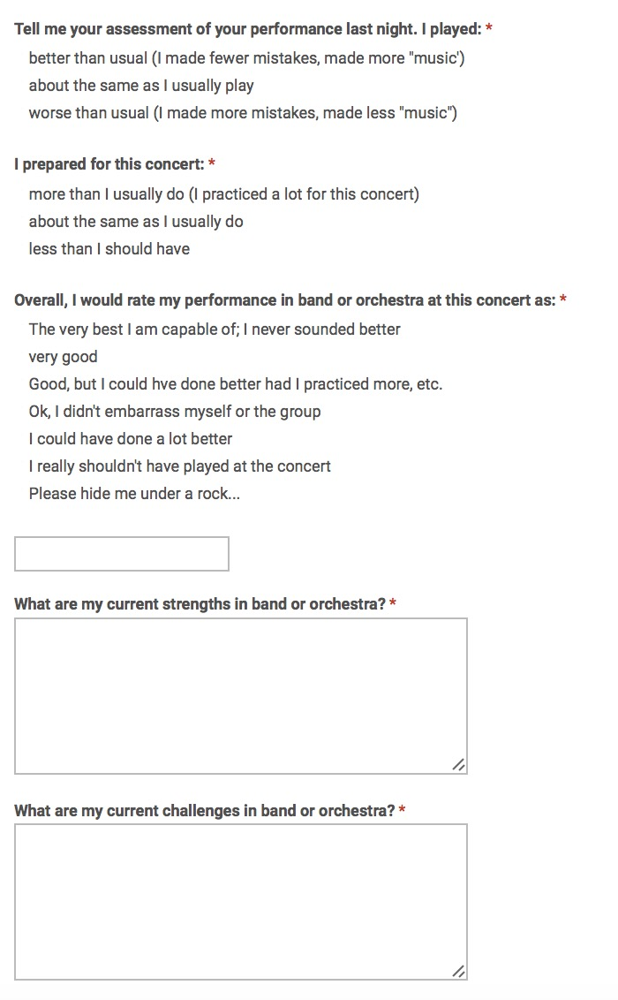 Tell me your assessment of your performance last night. I played: *
better than usual (I made fewer mistakes, made more "music')
about the same as I usually play
worse than usual (I made more mistakes, made less "music")
I prepared for this concert: *
more than I usually do (I practiced a lot for this concert)
about the same as I usually do
less than I should have
Overall, I would rate my performance in band or orchestra at this concert as: *
The very best I am capable of; I never sounded better
very good
Good, but I could hve done better had I practiced more, etc.
Ok, I didn't embarrass myself or the group
I could have done a lot better
I really shouldn't have played at the concert
Please hide me under a rock...
What are my current strengths in band or orchestra? *
What are my current challenges in band or orchestra? *